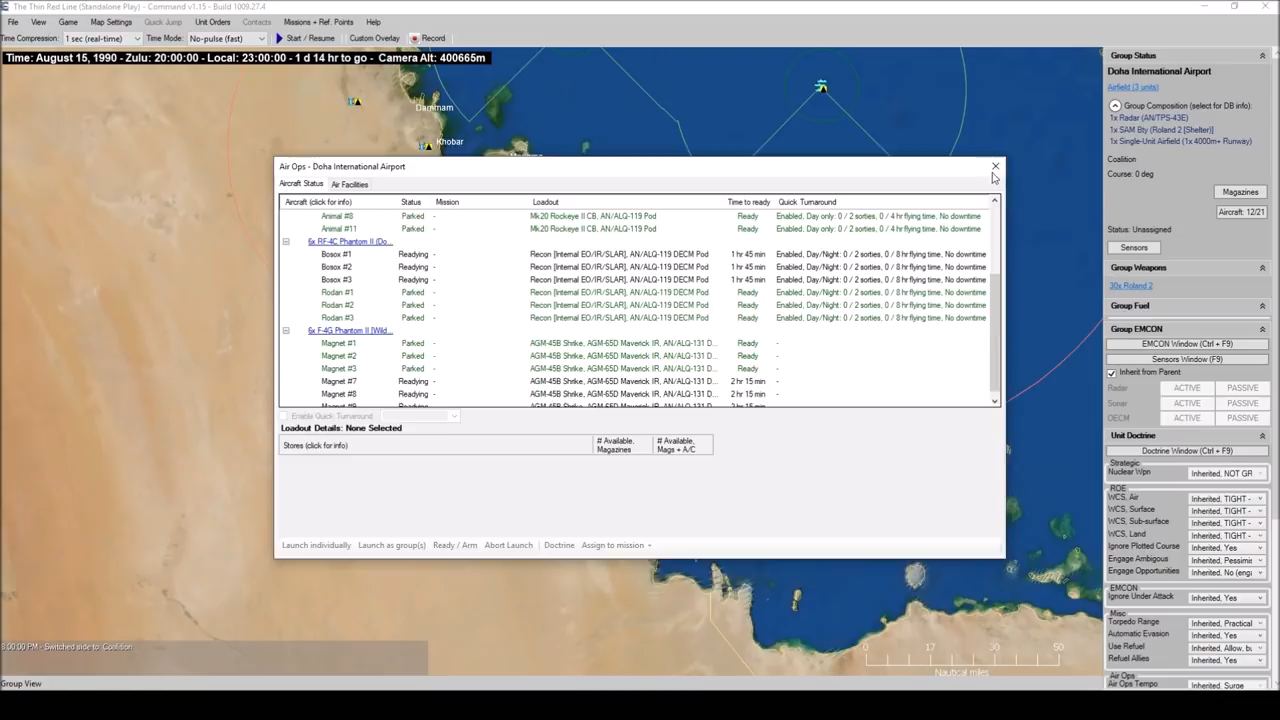 The Thin Red Line (Standalone Play) - Command v1.15 - Build 1009.27.4
File View Game Map Settings Quick Jump Unit Orders Contacts Missions + Ref. Points Help
Time Compression: 1 sec (real-time) Time Mode: No-pulse (fast) Start / Resume Custom Overlay Record
Time: August 15, 1990 - Zulu: 20:00:00 - Local: 23:00:00 - 1 d 14 hr to go - Camera Alt: 400665m
Dammam
Khobar
Air Ops - Doha International Airport
Aircraft Status Air Facilities
Aircraft (click for info) Status Mission Loadout Time to ready Quick Turnaround
Animal #8 Parked - Mk20 Rockeye II CB, AN/ALQ-119 Pod Ready Enabled, Day only: 0 / 2 sorties, 0 / 4 hr flying time, No downtime
Animal #11 Parked - Mk20 Rockeye II CB, AN/ALQ-119 Pod Ready Enabled, Day only: 0 / 2 sorties, 0 / 4 hr flying time, No downtime
6x RF-4C Phantom II (Do...
Bosox #1 Readying - Recon [Internal EO/IR/SLAR], AN/ALQ-119 DECM Pod 1 hr 45 min Enabled, Day/Night: 0 / 2 sorties, 0 / 8 hr flying time, No downtime
Bosox #2 Readying - Recon [Internal EO/IR/SLAR], AN/ALQ-119 DECM Pod 1 hr 45 min Enabled, Day/Night: 0 / 2 sorties, 0 / 8 hr flying time, No downtime
Bosox #3 Readying - Recon [Internal EO/IR/SLAR], AN/ALQ-119 DECM Pod 1 hr 45 min Enabled, Day/Night: 0 / 2 sorties, 0 / 8 hr flying time, No downtime
Rodan #1 Parked - Recon [Internal EO/IR/SLAR], AN/ALQ-119 DECM Pod Ready Enabled, Day/Night: 0 / 2 sorties, 0 / 8 hr flying time, No downtime
Rodan #2 Parked - Recon [Internal EO/IR/SLAR], AN/ALQ-119 DECM Pod Ready Enabled, Day/Night: 0 / 2 sorties, 0 / 8 hr flying time, No downtime
Rodan #3 Parked - Recon [Internal EO/IR/SLAR], AN/ALQ-119 DECM Pod Ready Enabled, Day/Night: 0 / 2 sorties, 0 / 8 hr flying time, No downtime
6x F-4G Phantom II [Wild...
Magnet #1 Parked - AGM-45B Shrike, AGM-65D Maverick IR, AN/ALQ-131 D... Ready -
Magnet #2 Parked - AGM-45B Shrike, AGM-65D Maverick IR, AN/ALQ-131 D... Ready -
Magnet #3 Parked - AGM-45B Shrike, AGM-65D Maverick IR, AN/ALQ-131 D... Ready -
Magnet #7 Readying - AGM-45B Shrike, AGM-65D Maverick IR, AN/ALQ-131 D... 2 hr 15 min -
Magnet #8 Readying - AGM-45B Shrike, AGM-65D Maverick IR, AN/ALQ-131 D... 2 hr 15 min -
Magnet #9 Readying - AGM-45B Shrike, AGM-65D Maverick IR, AN/ALQ-131 D... 2 hr 15 min -
Enable Quick Turnaround
Loadout Details: None Selected
Stores (click for info) # Available, Magazines # Available, Mags + A/C
Launch individually Launch as group(s) Ready / Arm Abort Launch Doctrine Assign to mission
8:00:00 PM - Switched side to: Coalition
0 17 30 50
Nautical miles
Group View
Group Status
Doha International Airport
Airfield (3 units)
Group Composition (select for DB info):
1x Radar (AN/TPS-43E)
1x SAM Bty (Roland 2 [Shelter])
1x Single-Unit Airfield (1x 4000m+ Runway)
Coalition
Course: 0 deg
Magazines
Aircraft: 12/21
Status: Unassigned
Sensors
Group Weapons
30x Roland 2
Group Fuel
Group EMCON
EMCON Window (Ctrl + F9)
Sensors Window (F9)
Inherit from Parent
Radar ACTIVE PASSIVE
Sonar ACTIVE PASSIVE
OECM ACTIVE PASSIVE
Unit Doctrine
Doctrine Window (Ctrl + F9)
Strategic
Nuclear Wpn Inherited, NOT GR
ROE
WCS, Air Inherited, TIGHT -
WCS, Surface Inherited, TIGHT -
WCS, Sub-surface Inherited, TIGHT -
WCS, Land Inherited, TIGHT -
Ignore Plotted Course Inherited, Yes
Engage Ambiguous Inherited, Pessimi
Engage Opportunities Inherited, No (enga
EMCON
Ignore Under Attack Inherited, Yes
Misc
Torpedo Range Inherited, Practical
Automatic Evasion Inherited, Yes
Use Refuel Inherited, Allow, bu
Refuel Allies Inherited, Yes
Air Ops
Air Ops Tempo Inherited, Surge